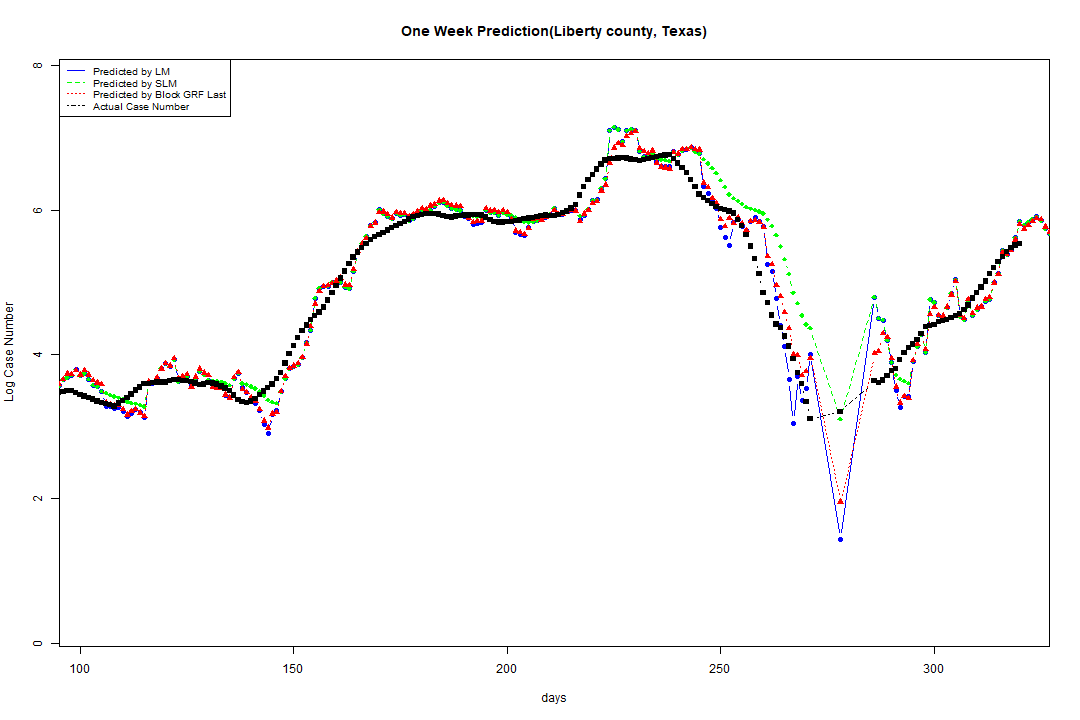 One Week Prediction(Liberty county, Texas)
Predicted by LM
Predicted by SLM
Predicted by Block GRF Last
Actual Case Number
8
6
4
2
0
Log Case Number
100 150 200 250 300
days